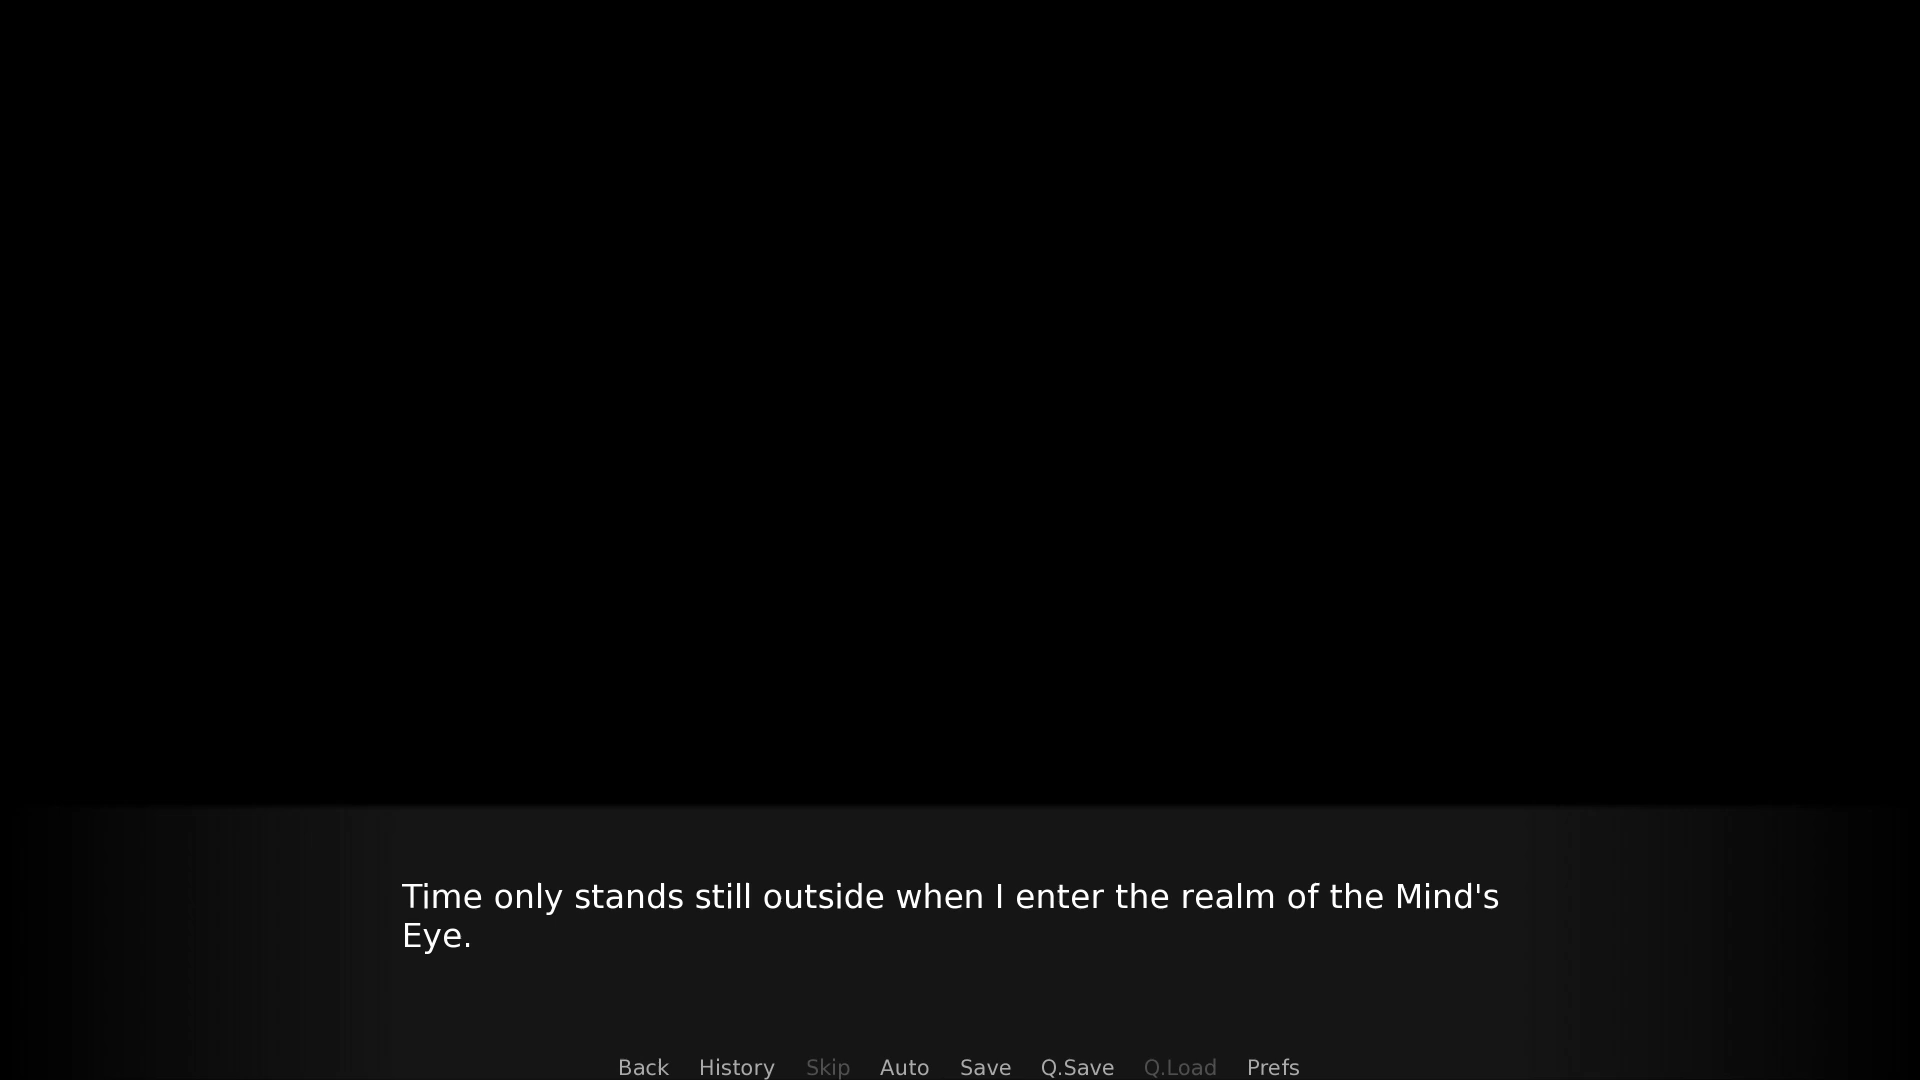 Time only stands still outside when I enter the realm of the Mind's
Eye.
Back History Skip Auto Save Q.Save Q.Load Prefs